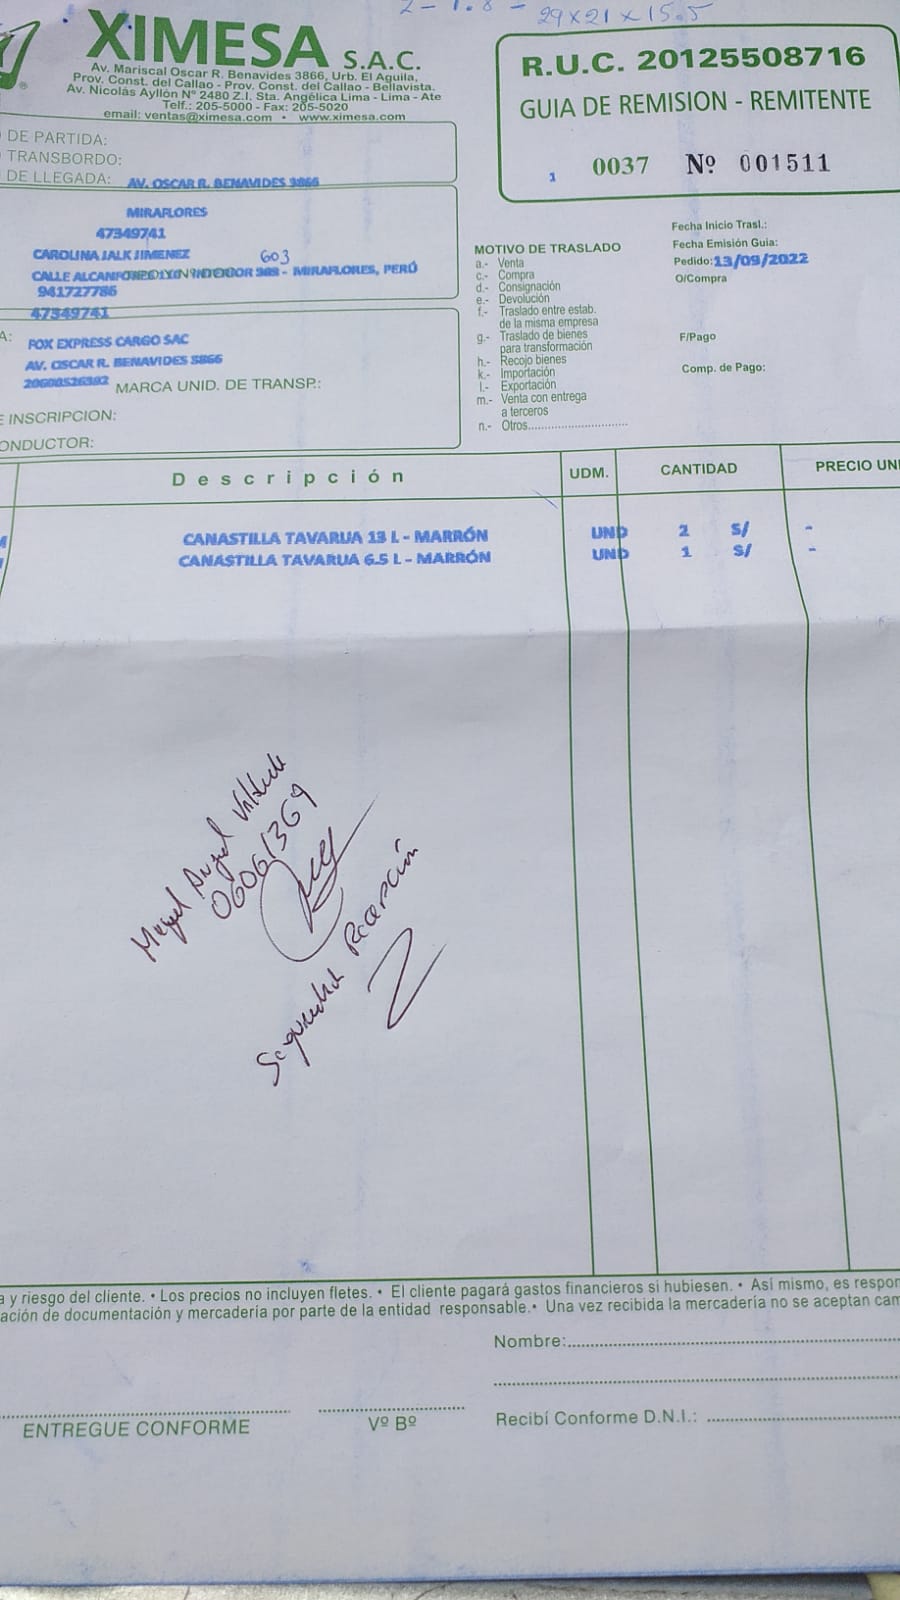 29x21x15.5
XIMESA S.A.C.
Av. Mariscal Oscar R. Benavides 3866, Urb. El Aguila,
Prov. Const. del Callao - Prov. Const. del Callao - Bellavista.
Av. Nicolás Ayllón Nº 2480 Z.I. Sta. Angélica Lima - Lima - Ate
Telf.: 205-5000 - Fax: 205-5020
email: ventas@ximesa.com • www.ximesa.com
R.U.C. 20125508716
GUIA DE REMISION - REMITENTE
1 0037 Nº 001511
DE PARTIDA:
TRANSBORDO:
DE LLEGADA: AV. OSCAR R. BENAVIDES 3866
MIRAFLORES
47349741
CAROLINA JALK JIMENEZ
603
MIRAFLORES, PERÚ
941727786
47349741
A: FOX EXPRESS CARGO SAC
AV. OSCAR R. BENAVIDES 3866
MARCA UNID. DE TRANSP.:
E INSCRIPCION:
ONDUCTOR:
MOTIVO DE TRASLADO
a.- Venta
c.- Compra
d.- Consignación
e.- Devolución
f.- Traslado entre estab.
de la misma empresa
g.- Traslado de bienes
para transformación
h.- Recojo bienes
k.- Importación
l.- Exportación
m.- Venta con entrega
a terceros
n.- Otros
Fecha Inicio Trasl.:
Fecha Emisión Guia:
Pedido: 13/09/2022
O/Compra
F/Pago
Comp. de Pago:
Descripción UDM. CANTIDAD PRECIO UNI
CANASTILLA TAVARUA 13 L - MARRÓN UND 2 S/ -
CANASTILLA TAVARUA 6.5 L - MARRÓN UND 1 S/ -
Miguel Angel
06061369
Recepción
a y riesgo del cliente. • Los precios no incluyen fletes. • El cliente pagará gastos financieros si hubiesen. • Así mismo, es respon
ación de documentación y mercadería por parte de la entidad responsable. • Una vez recibida la mercadería no se aceptan cam
Nombre:
ENTREGUE CONFORME
Vº Bº
Recibí Conforme D.N.I.: